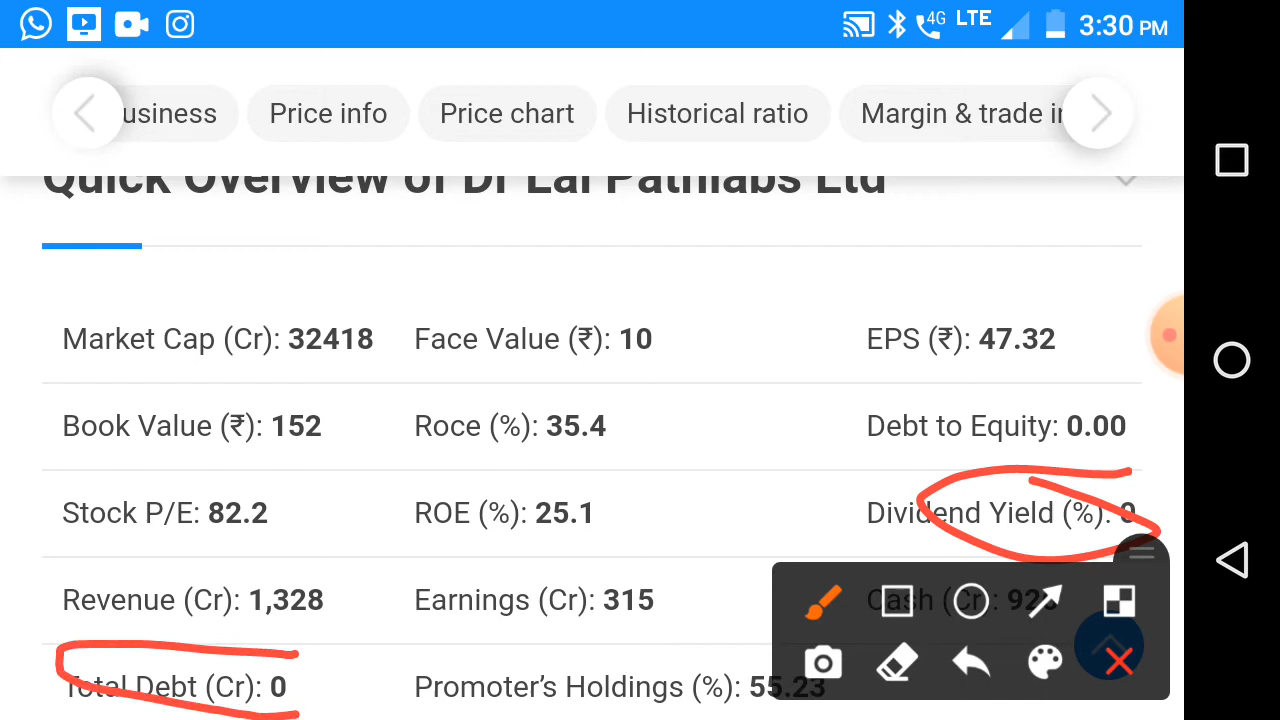 4G LTE 3:30 PM
usiness Price info Price chart Historical ratio Margin & trade in
Quick Overview of Dr Lal Pathlabs Ltd
Market Cap (Cr): 32418 Face Value (₹): 10 EPS (₹): 47.32
Book Value (₹): 152 Roce (%): 35.4 Debt to Equity: 0.00
Stock P/E: 82.2 ROE (%): 25.1 Dividend Yield (%): 0
Revenue (Cr): 1,328 Earnings (Cr): 315 Cash (Cr):
Total Debt (Cr): 0 Promoter's Holdings (%): 55.23